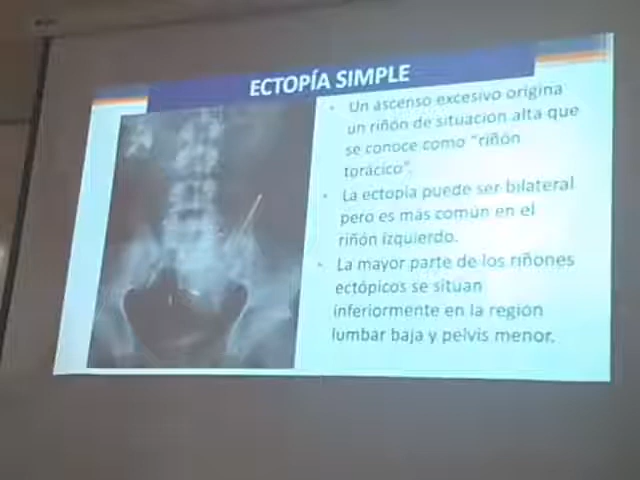 ECTOPÍA SIMPLE
• Un ascenso excesivo origina
un riñón de situación alta que
se conoce como "riñón
torácico".
• La ectopía puede ser bilateral
pero es más común en el
riñón izquierdo.
• La mayor parte de los riñones
ectópicos se situan
inferiormente en la región
lumbar baja y pelvis menor.